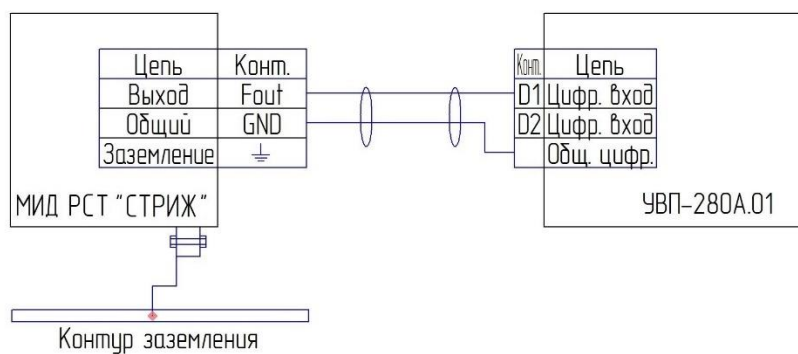 Цепь Конт.
Выход Fout
Общий GND
Заземление
МИД РСТ "СТРИЖ"
Конт. Цепь
D1 Цифр. вход
D2 Цифр. вход
Общ. цифр.
УВП-280А.01
Контур заземления